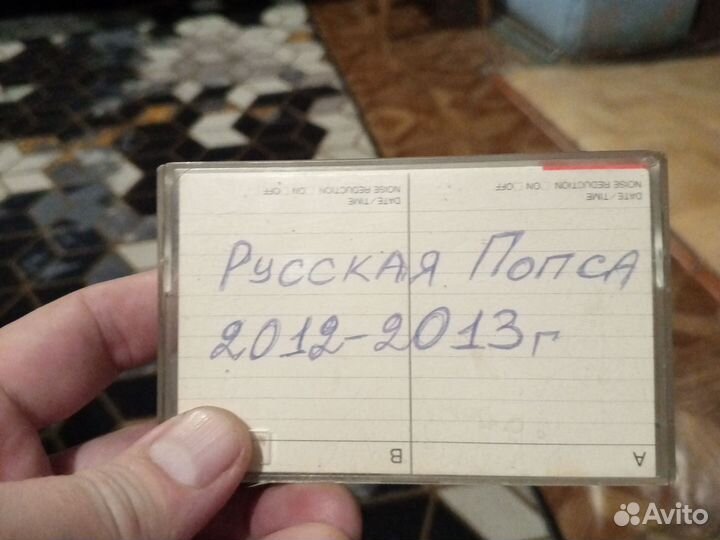 NOISE REDUCTION □ON □OFF
DATE/TIME
NOISE REDUCTION □ON □OFF
DATE/TIME
Русская Попса
2012-2013г
B
A
Avito